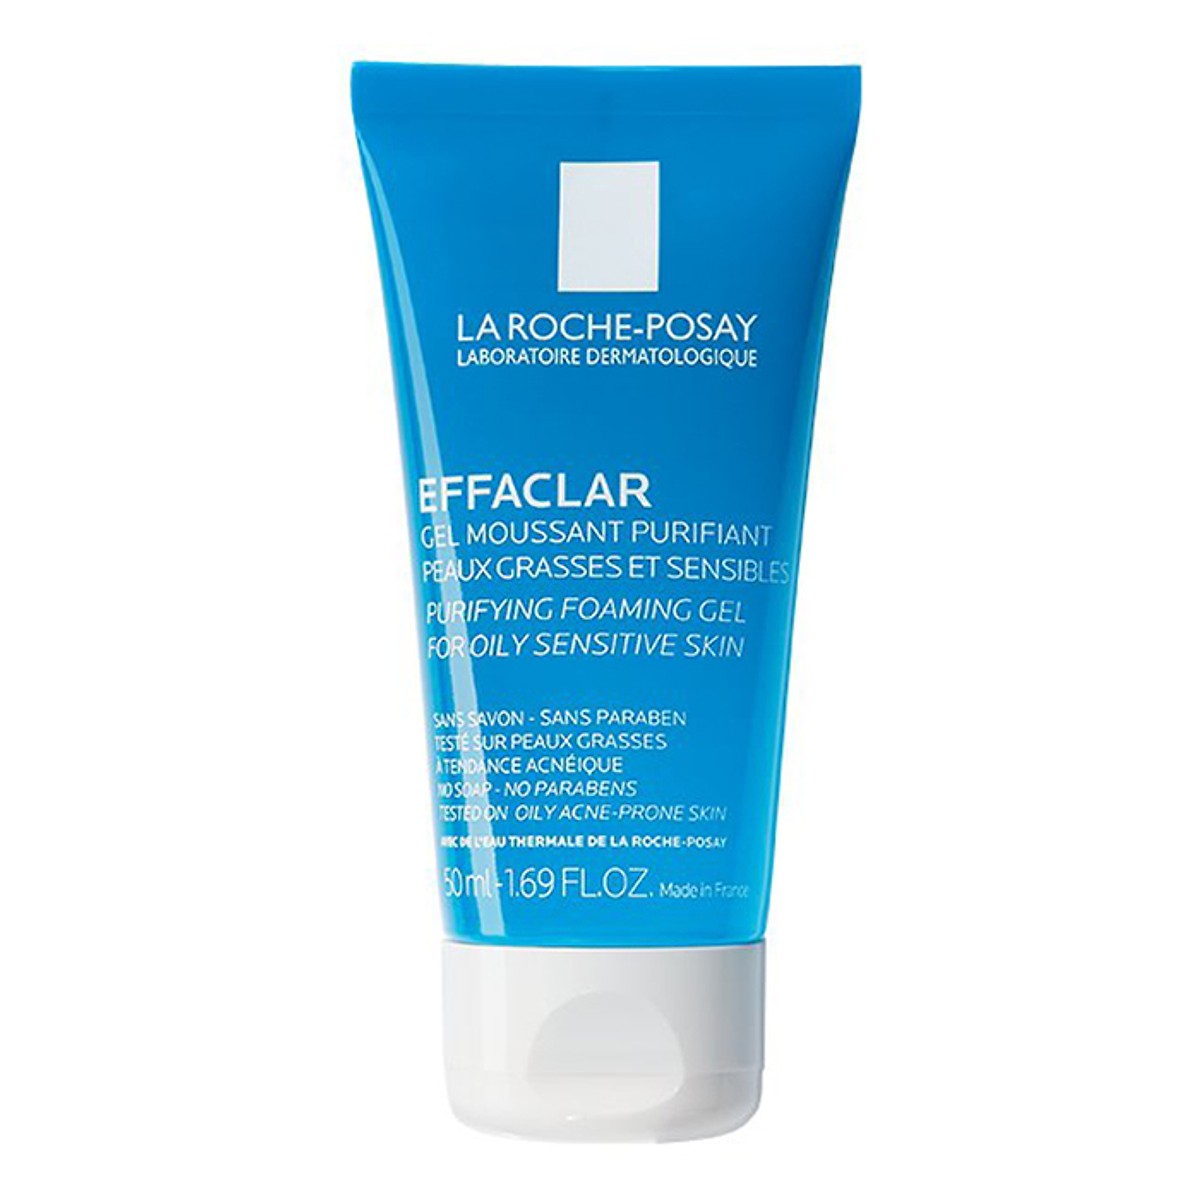 LA ROCHE-POSAY
LABORATOIRE DERMATOLOGIQUE
EFFACLAR
GEL MOUSSANT PURIFIANT
PEAUX GRASSES ET SENSIBLES
PURIFYING FOAMING GEL
FOR OILY SENSITIVE SKIN
SANS SAVON - SANS PARABEN
TESTÉ SUR PEAUX GRASSES
À TENDANCE ACNÉIQUE
NO SOAP - NO PARABENS
TESTED ON OILY ACNE-PRONE SKIN
AVEC DE L'EAU THERMALE DE LA ROCHE-POSAY
50 ml - 1.69 FL.OZ. Made in France